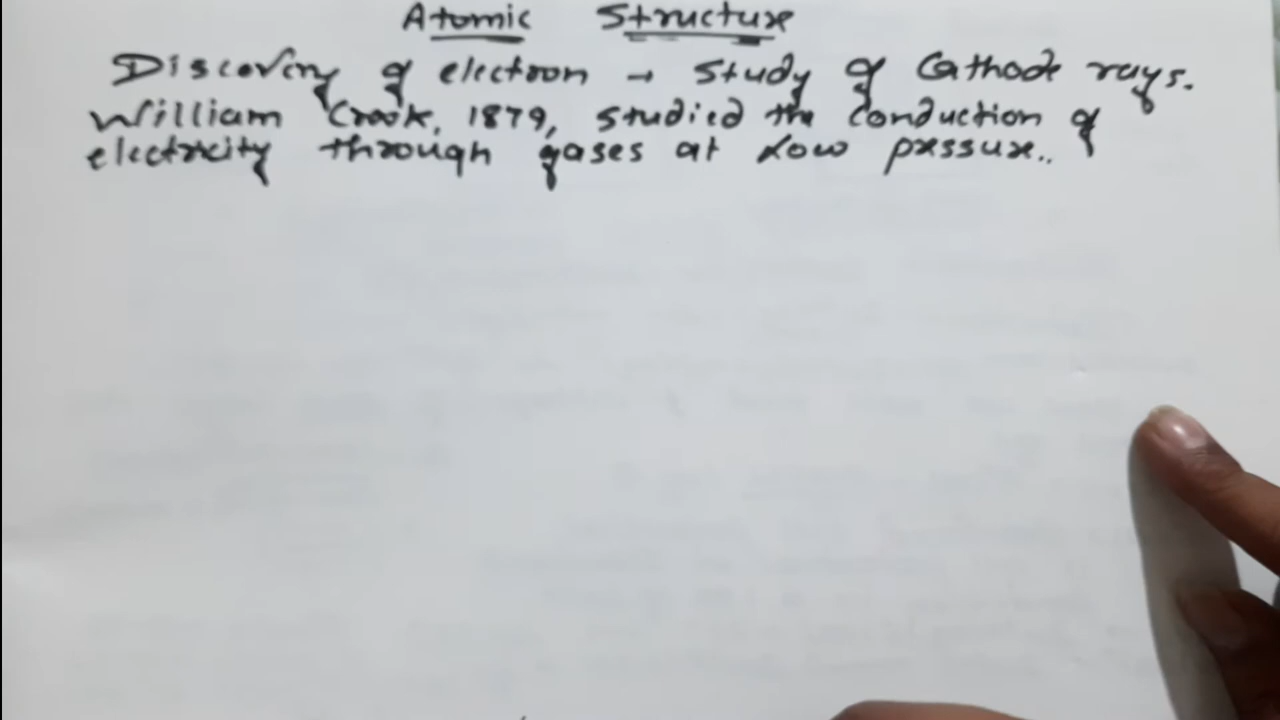 Atomic Structure
Discovery of electron → Study of Cathode rays.
William Crook, 1879, studied the conduction of
electricity through gases at low pressure..